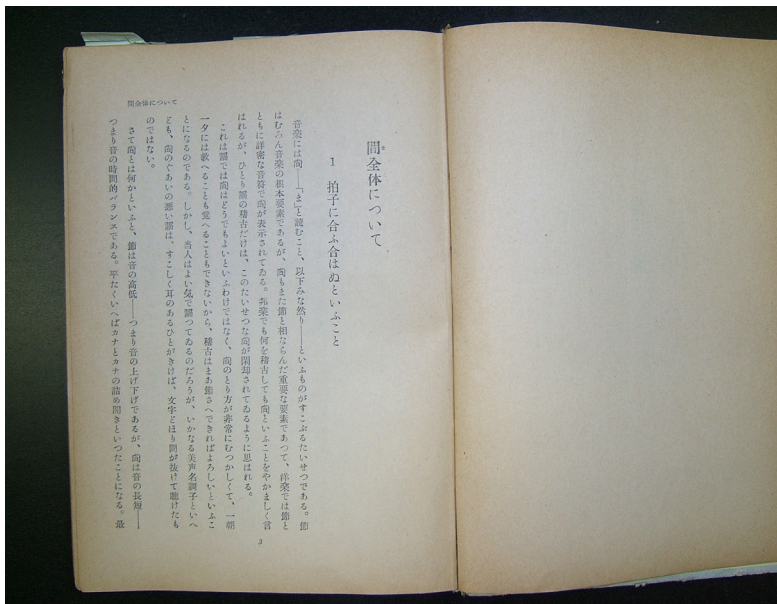 間全体について
間全体について
1 拍子に合ふ合はぬといふこと
音楽には「ま」と読むこと、以下みな然り——といふものがすこぶるたいせつである。節
はむろん音楽の根本要素であるが、もまた節と相ならんだ重要な要素であつて、洋楽では節と
ともに詳密な音符でが表示されてゐる。邦楽でも何を稽古してもといふことをやかましく言
はれるが、ひとり謡の稽古だけは、このたいせつなが閑却されてゐるように思はれる。
これは謡ではどうでもよいといふわけではなく、のとり方が非常にむつかしくて、一朝
一夕には教へることも覚へることもできないから、稽古はまあ節さへできればよろしいといふこ
とになるのである。しかし、当人はよい気で謡つてゐるのだろうが、いかなる美声名調子といへ
ども、のぐあいの悪い謡は、すこしく耳のあるひとがきけば、文字どほり間が抜けて聴けたも
のではない。
さてとは何かといふと、節は音の高低——つまり音の上げ下げであるが、は音の長短——
つまり音の時間的バランスである。平たくいへばカナとカナの詰め開きといつたことになる。最
3